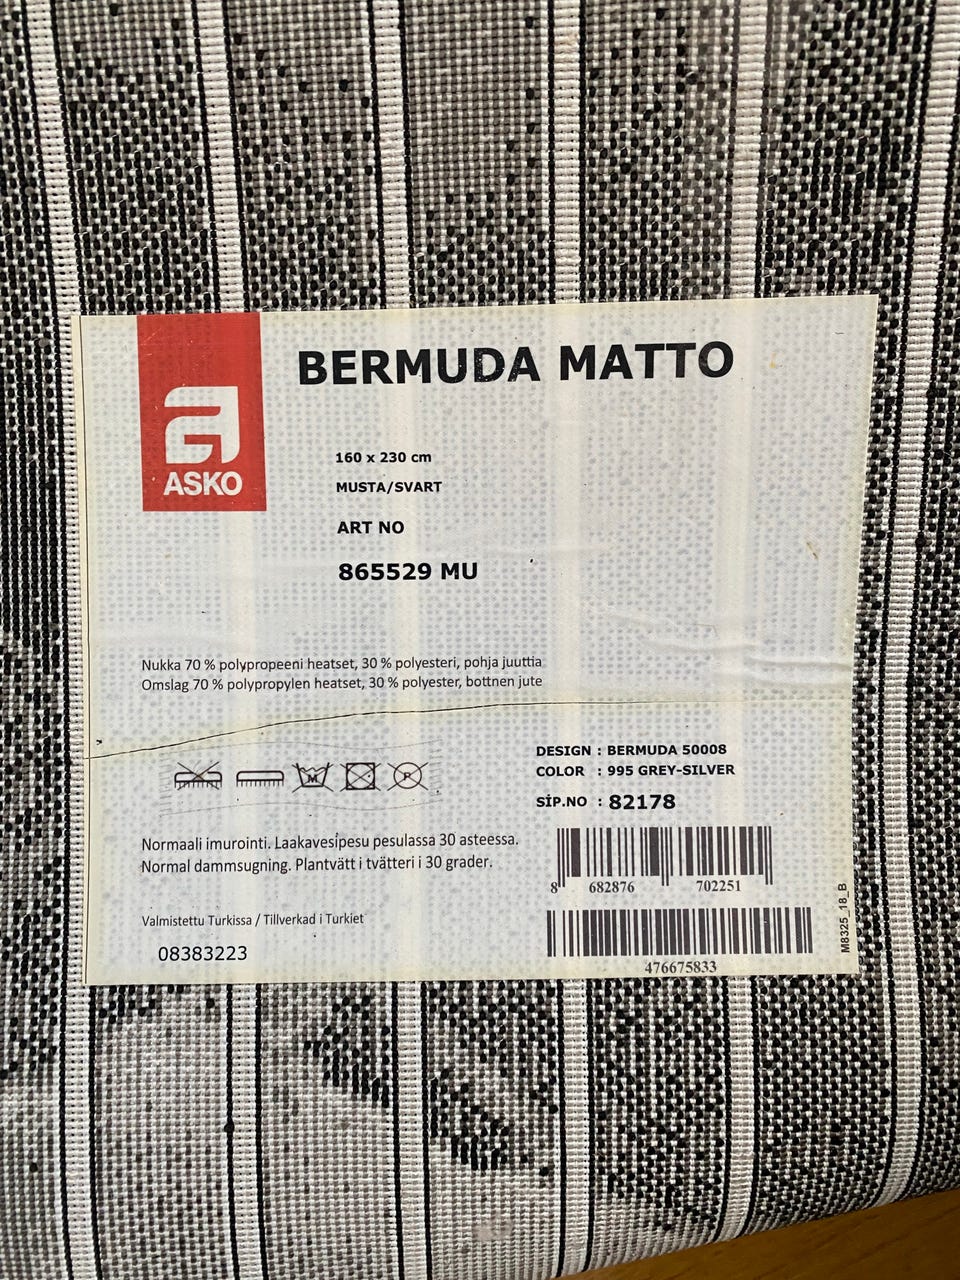 BERMUDA MATTO
ASKO
160 x 230 cm
MUSTA/SVART
ART NO
865529 MU
Nukka 70 % polypropeeni heatset, 30 % polyesteri, pohja juuttia
Omslag 70 % polypropylen heatset, 30 % polyester, bottnen jute
DESIGN : BERMUDA 50008
COLOR : 995 GREY-SILVER
SİP.NO : 82178
M
P
Normaali imurointi. Laakavesipesu pesulassa 30 asteessa.
Normal dammsugning. Plantvätt i tvätteri i 30 grader.
8 682876 702251
Valmistettu Turkissa / Tillverkad i Turkiet
08383223
476675833
M8325_18_B